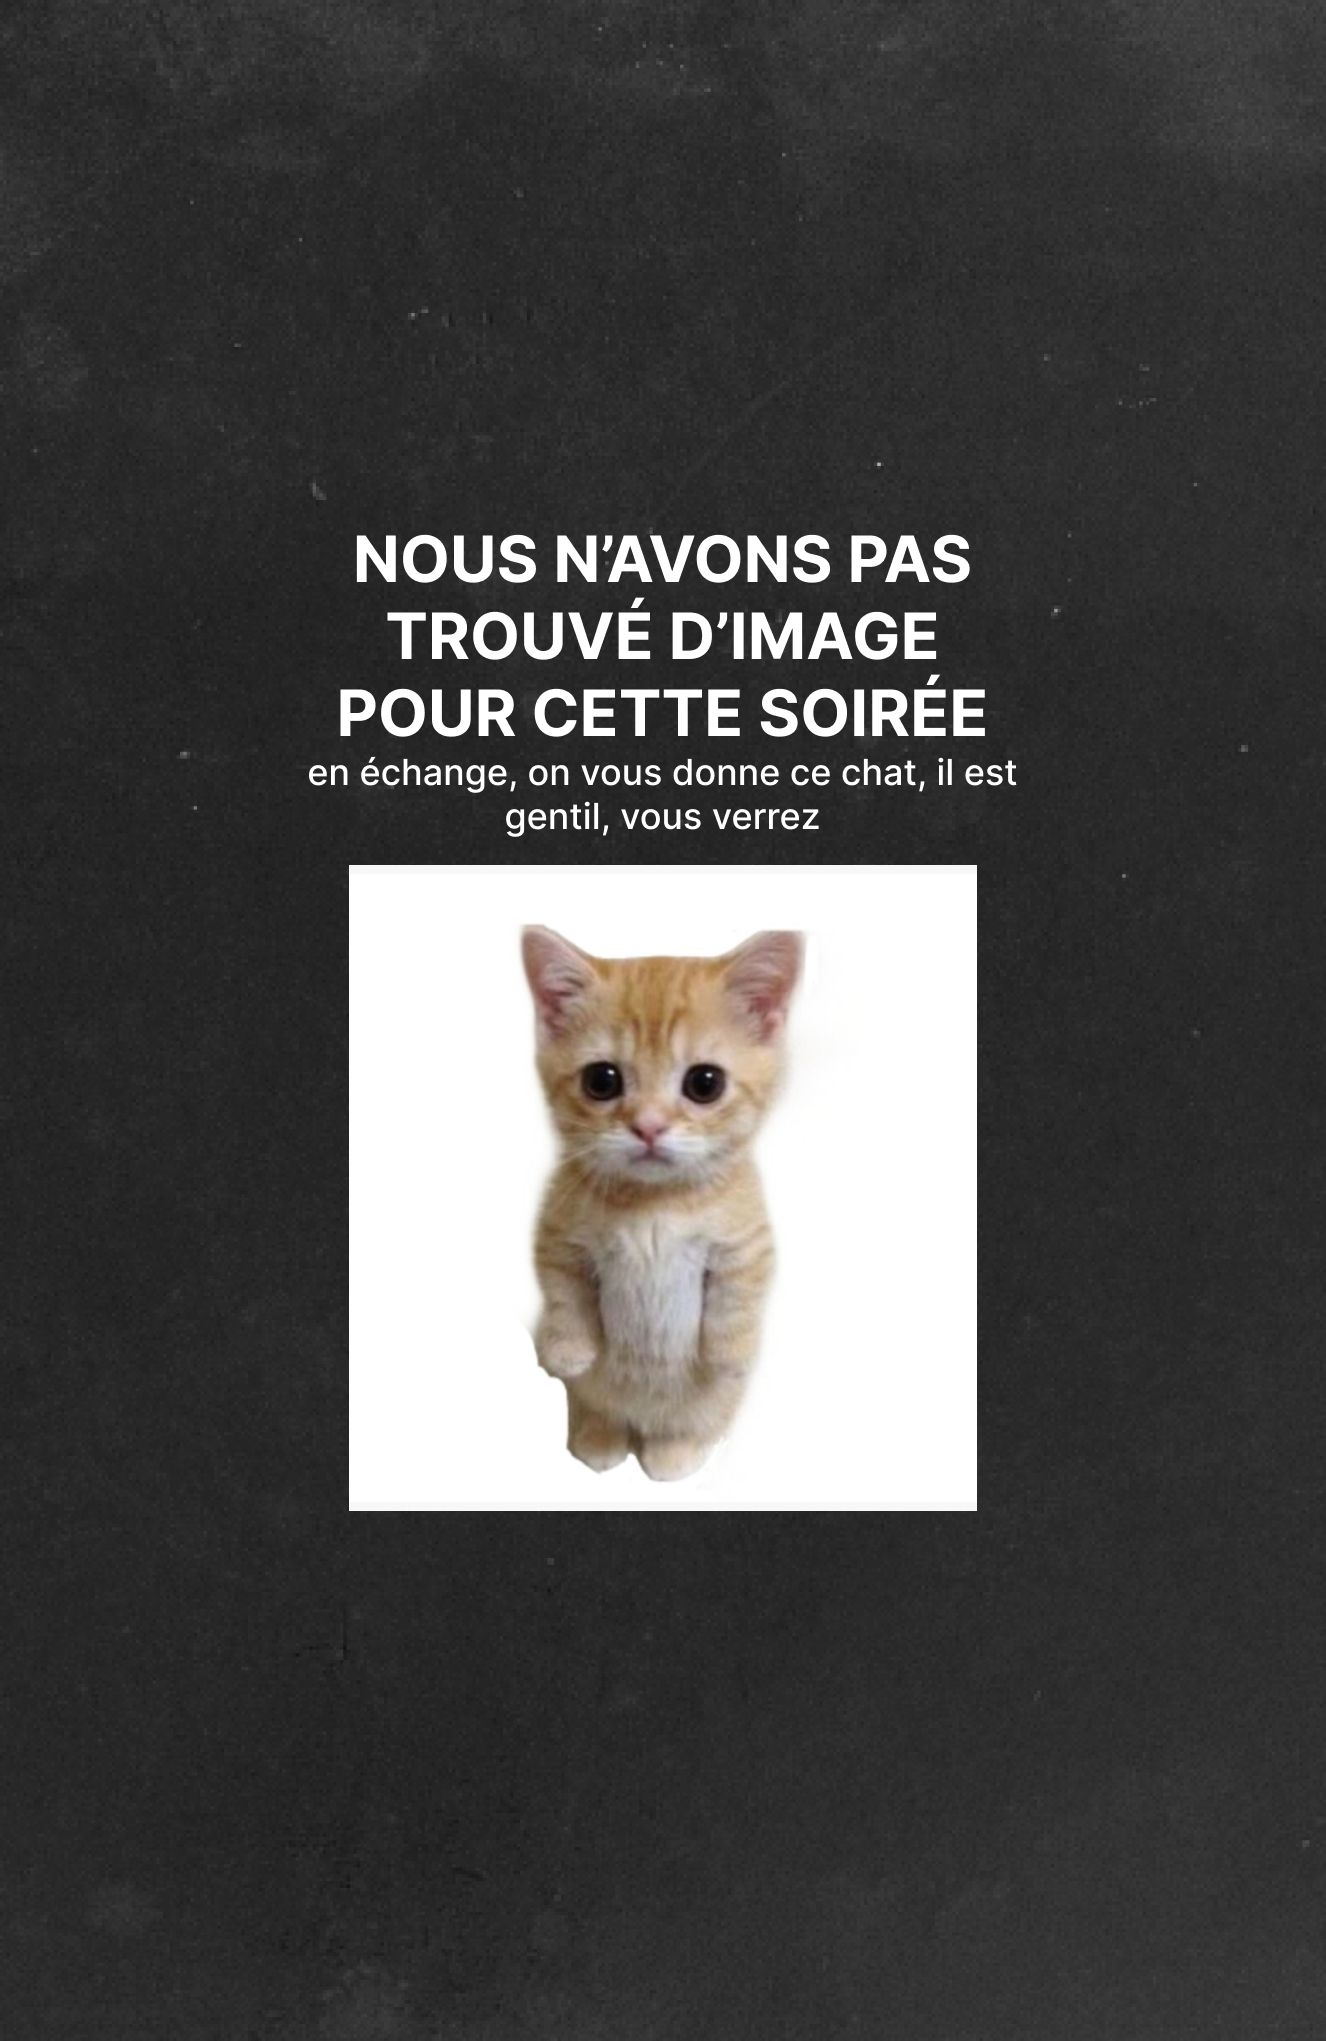 NOUS N’AVONS PAS
TROUVÉ D’IMAGE
POUR CETTE SOIRÉE
en échange, on vous donne ce chat, il est
gentil, vous verrez